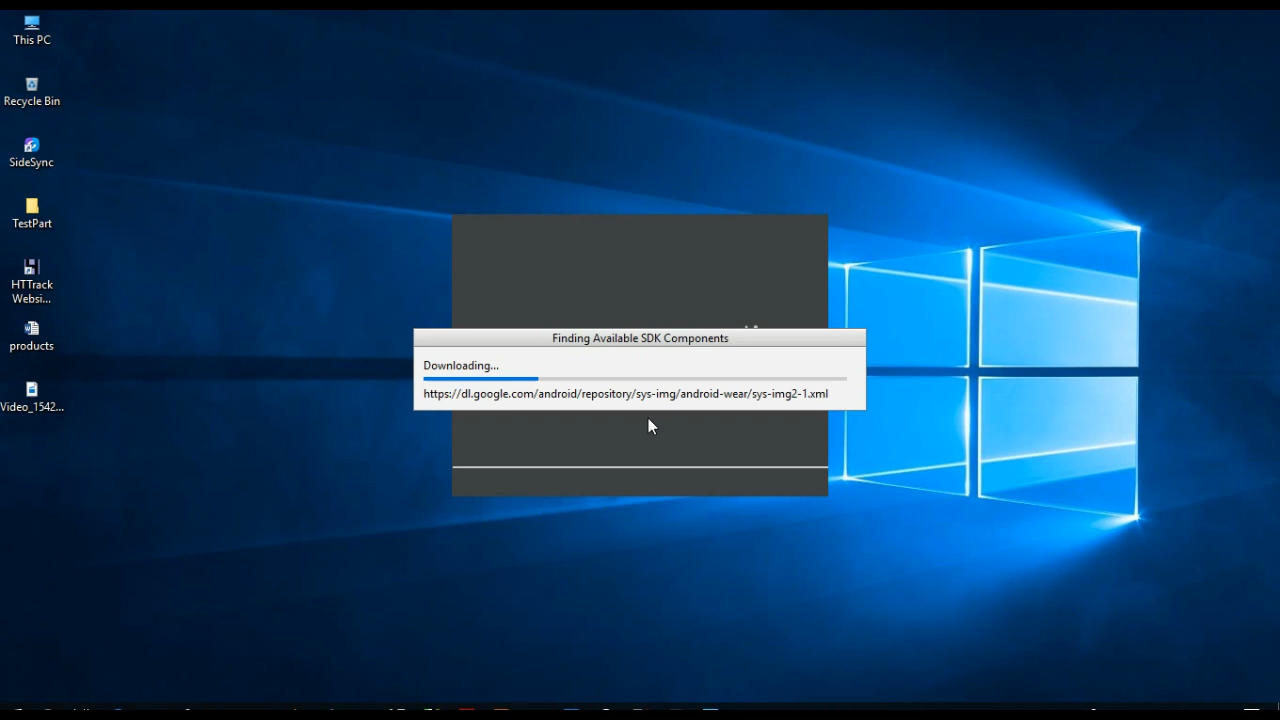 This PC
Recycle Bin
SideSync
TestPart
HTTrack
Websi...
products
Video_1542...
Finding Available SDK Components
Downloading...
https://dl.google.com/android/repository/sys-img/android-wear/sys-img2-1.xml